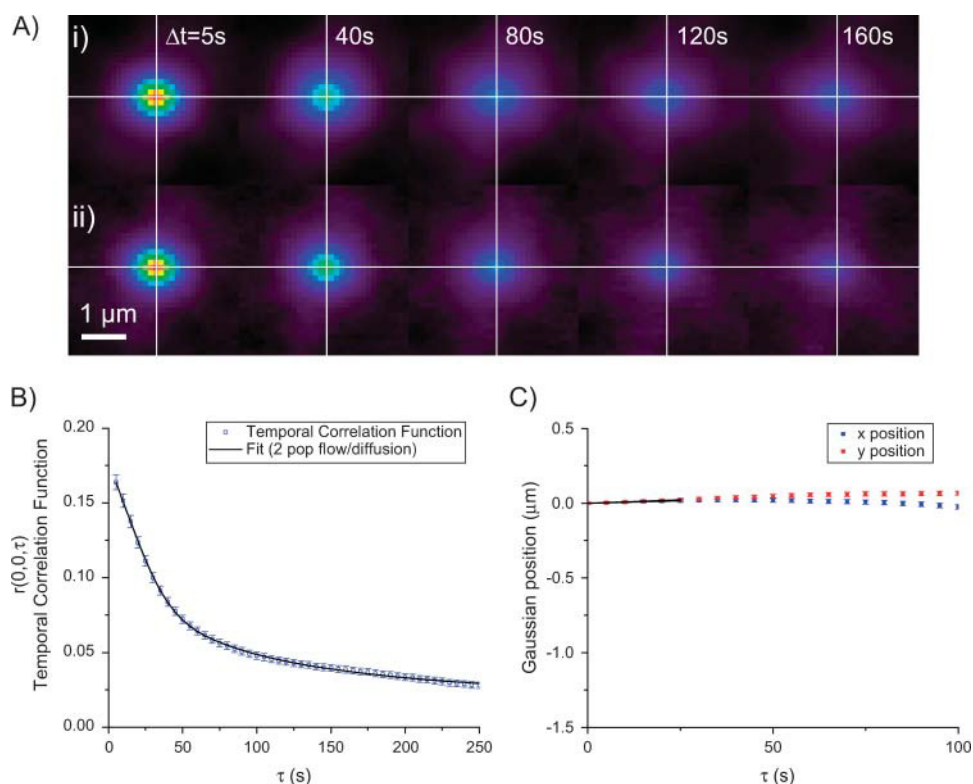 A)
i)
Δt=5s
40s
80s
120s
160s
ii)
1 μm
B)
Temporal Correlation Function
Fit (2 pop flow/diffusion)
r(0,0,τ)
Temporal Correlation Function
0.20
0.15
0.10
0.05
0.00
0
50
100
150
200
250
τ (s)
C)
x position
y position
Gaussian position (μm)
0.5
0.0
-0.5
-1.0
-1.5
0
50
100
τ (s)